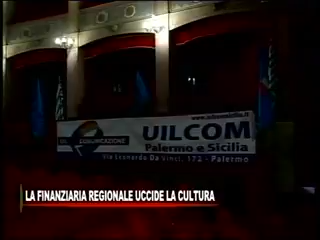 www.uilcomsicilia.it
UIL COMUNICAZIONE
UILCOM
Palermo e Sicilia
Via Leonardo Da Vinci, 172 - Palermo
LA FINANZIARIA REGIONALE UCCIDE LA CULTURA